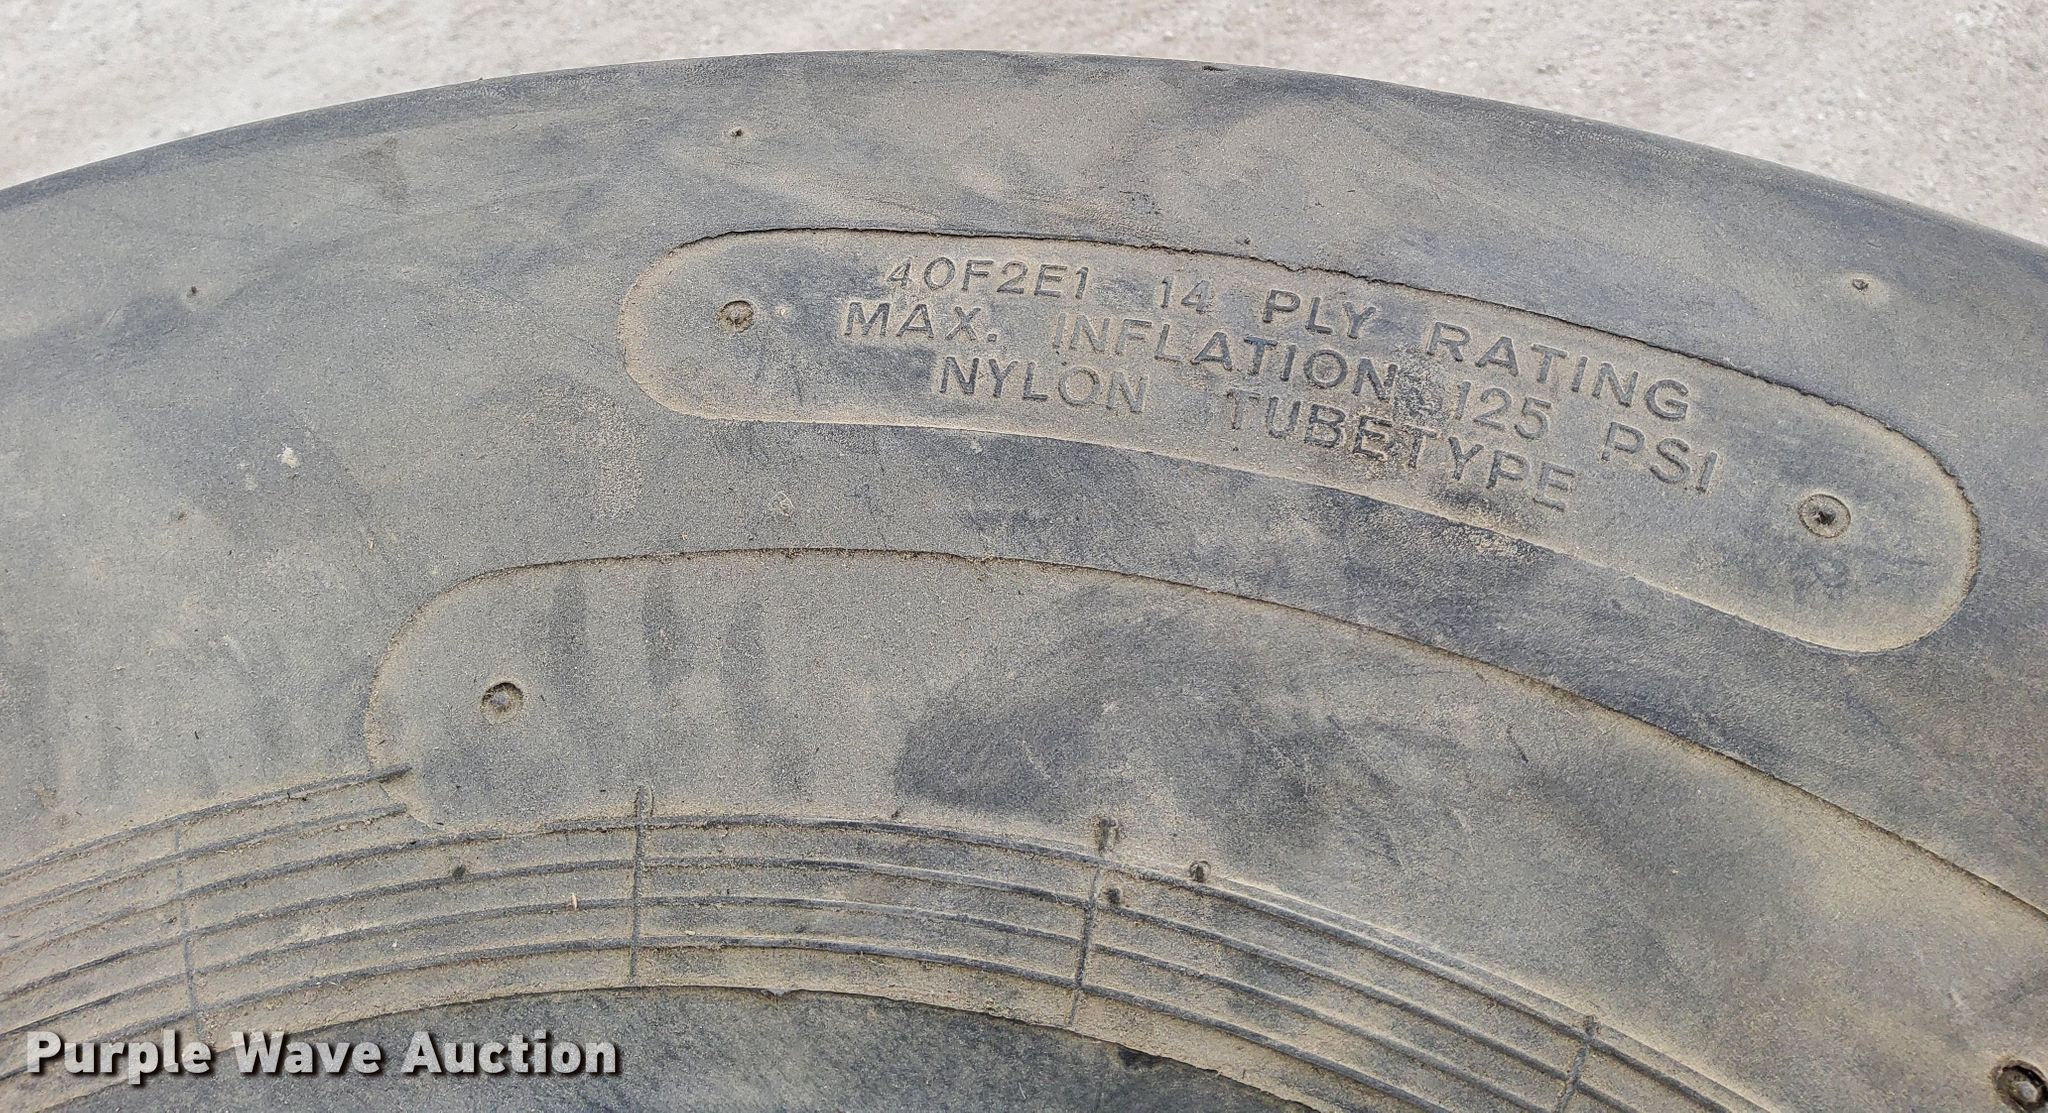 40F2E1 14 PLY RATING
MAX. INFLATION 125 PSI
NYLON TUBETYPE
Purple Wave Auction